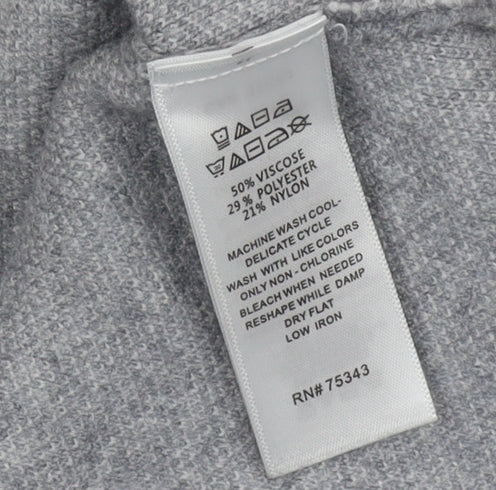 50% VISCOSE
29% POLYESTER
21% NYLON
MACHINE WASH COOL-
DELICATE CYCLE
WASH WITH LIKE COLORS
ONLY NON-CHLORINE
BLEACH WHEN NEEDED
RESHAPE WHILE DAMP
DRY FLAT
LOW IRON
RN# 75343